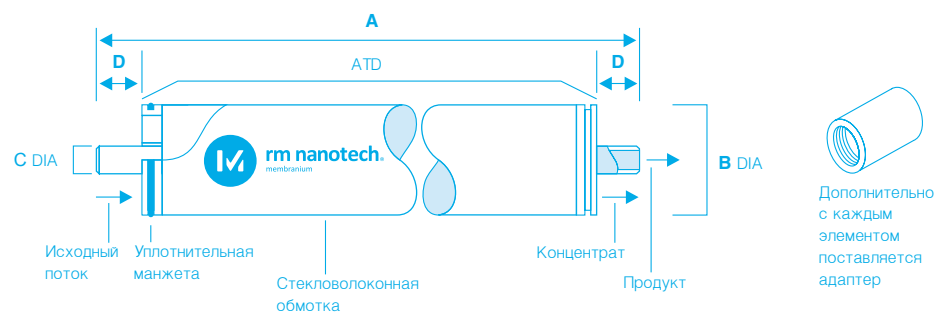 A
D
ATD
D
C DIA
rm nanotech®
membranium
B DIA
Исходный
поток
Уплотнительная
манжета
Стекловолоконная
обмотка
Концентрат
Продукт
Дополнительно
с каждым
элементом
поставляется
адаптер